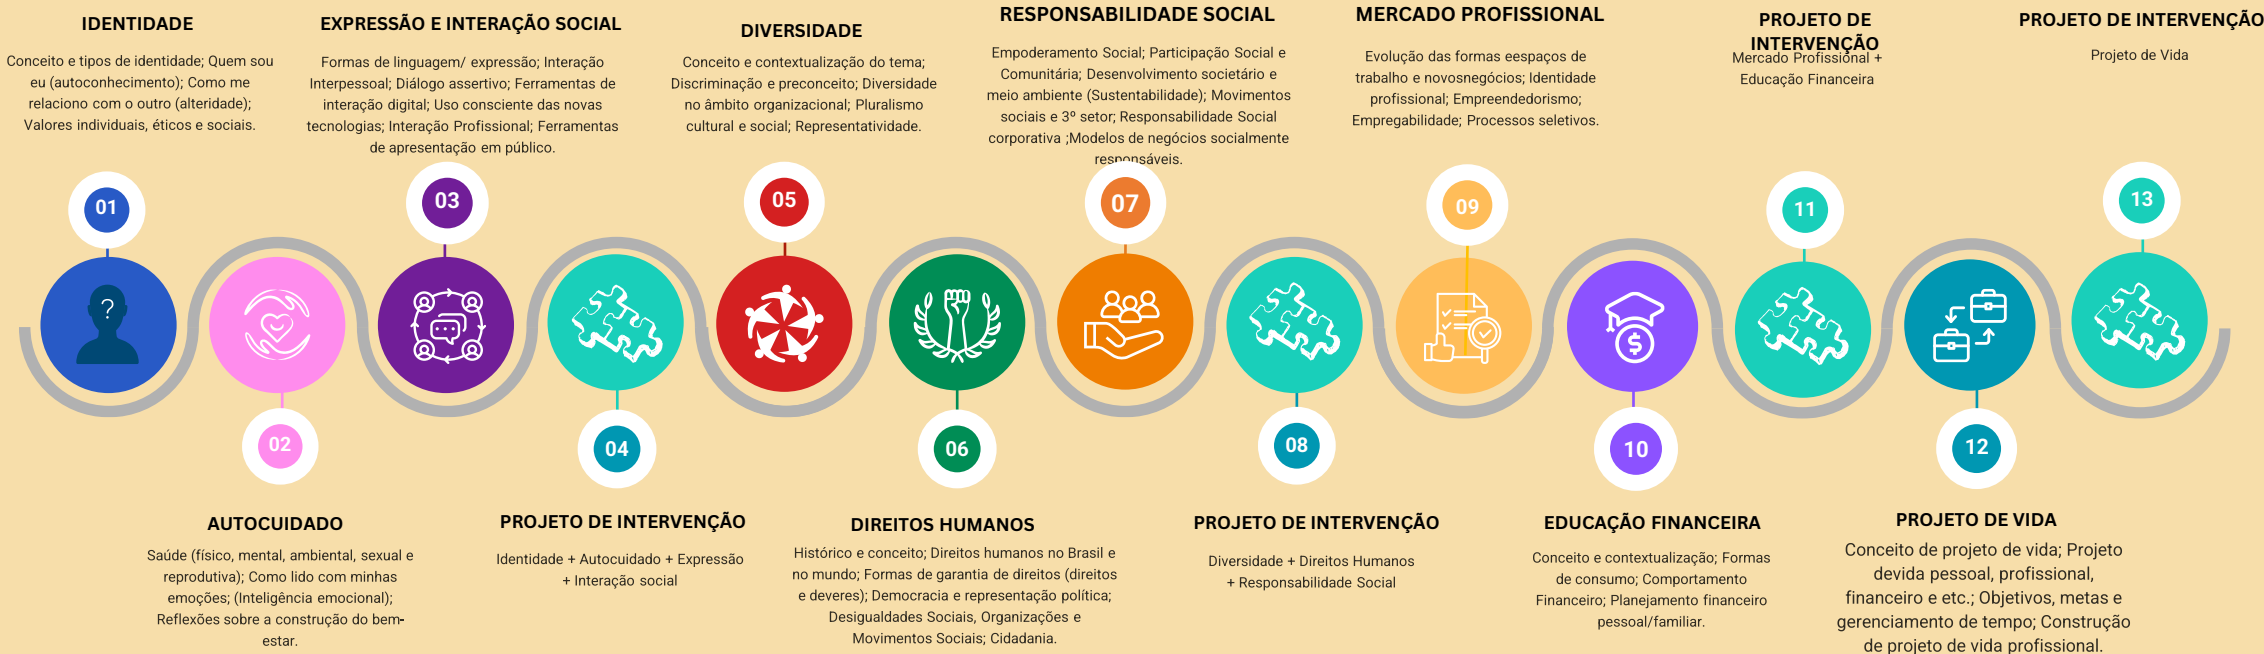 IDENTIDADE
Conceito e tipos de identidade; Quem sou
eu (autoconhecimento); Como me
relaciono com o outro (alteridade);
Valores individuais, éticos e sociais.
01
?
EXPRESSÃO E INTERAÇÃO SOCIAL
Formas de linguagem/ expressão; Interação
Interpessoal; Diálogo assertivo; Ferramentas de
interação digital; Uso consciente das novas
tecnologias; Interação Profissional; Ferramentas
de apresentação em público.
03
DIVERSIDADE
Conceito e contextualização do tema;
Discriminação e preconceito; Diversidade
no âmbito organizacional; Pluralismo
cultural e social; Representatividade.
05
RESPONSABILIDADE SOCIAL
Empoderamento Social; Participação Social e
Comunitária; Desenvolvimento societário e
meio ambiente (Sustentabilidade); Movimentos
sociais e 3º setor; Responsabilidade Social
corporativa ;Modelos de negócios socialmente
responsáveis.
07
MERCADO PROFISSIONAL
Evolução das formas eespaços de
trabalho e novosnegócios; Identidade
profissional; Empreendedorismo;
Empregabilidade; Processos seletivos.
09
PROJETO DE
INTERVENÇÃO
Mercado Profissional +
Educação Financeira
11
PROJETO DE INTERVENÇÃO
Projeto de Vida
13
02
AUTOCUIDADO
Saúde (físico, mental, ambiental, sexual e
reprodutiva); Como lido com minhas
emoções; (Inteligência emocional);
Reflexões sobre a construção do bem-
estar.
04
PROJETO DE INTERVENÇÃO
Identidade + Autocuidado + Expressão
+ Interação social
06
DIREITOS HUMANOS
Histórico e conceito; Direitos humanos no Brasil e
no mundo; Formas de garantia de direitos (direitos
e deveres); Democracia e representação política;
Desigualdades Sociais, Organizações e
Movimentos Sociais; Cidadania.
08
PROJETO DE INTERVENÇÃO
Diversidade + Direitos Humanos
+ Responsabilidade Social
$
10
EDUCAÇÃO FINANCEIRA
Conceito e contextualização; Formas
de consumo; Comportamento
Financeiro; Planejamento financeiro
pessoal/familiar.
12
PROJETO DE VIDA
Conceito de projeto de vida; Projeto
devida pessoal, profissional,
financeiro e etc.; Objetivos, metas e
gerenciamento de tempo; Construção
de projeto de vida profissional.